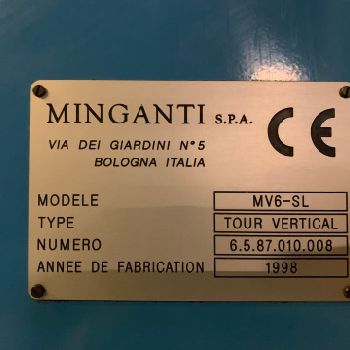 MINGANTI S.P.A. CE
VIA DEI GIARDINI N°5
BOLOGNA ITALIA
MODELE MV6-SL
TYPE TOUR VERTICAL
NUMERO 6.5.87.010.008
ANNEE DE FABRICATION 1998